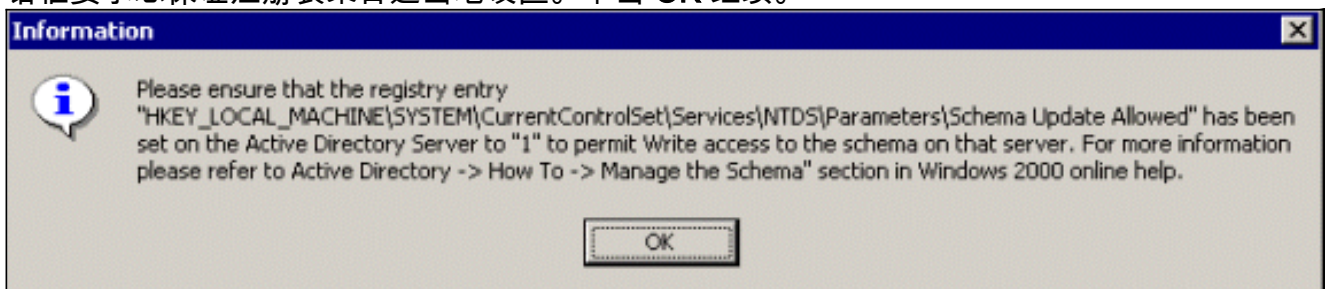 Information
Please ensure that the registry entry
"HKEY_LOCAL_MACHINE\SYSTEM\CurrentControlSet\Services\NTDS\Parameters\Schema Update Allowed" has been
set on the Active Directory Server to "1" to permit Write access to the schema on that server. For more information
please refer to Active Directory -> How To -> Manage the Schema" section in Windows 2000 online help.
OK